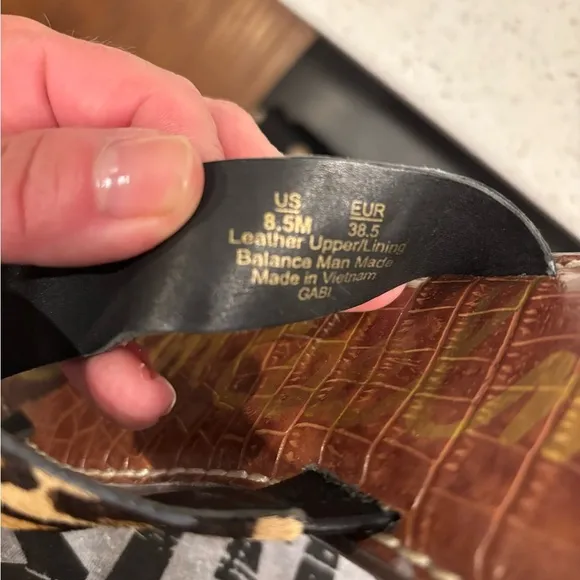 US EUR
8.5M 38.5
Leather Upper/Lining
Balance Man Made
Made in Vietnam
GABI